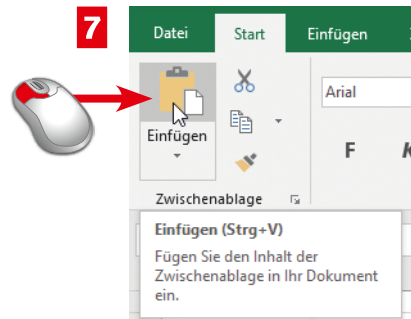 7
Datei Start Einfügen
Arial
Einfügen
F K
Zwischenablage
Einfügen (Strg+V)
Fügen Sie den Inhalt der
Zwischenablage in Ihr Dokument
ein.